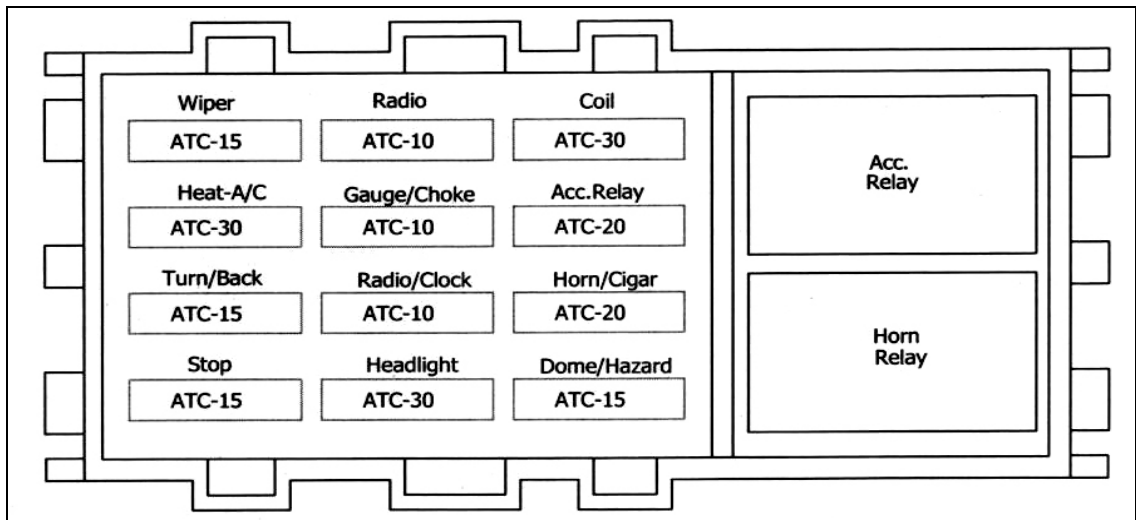 Wiper Radio Coil
ATC-15 ATC-10 ATC-30
Acc.
Relay
Heat-A/C Gauge/Choke Acc.Relay
ATC-30 ATC-10 ATC-20
Turn/Back Radio/Clock Horn/Cigar
ATC-15 ATC-10 ATC-20
Horn
Relay
Stop Headlight Dome/Hazard
ATC-15 ATC-30 ATC-15